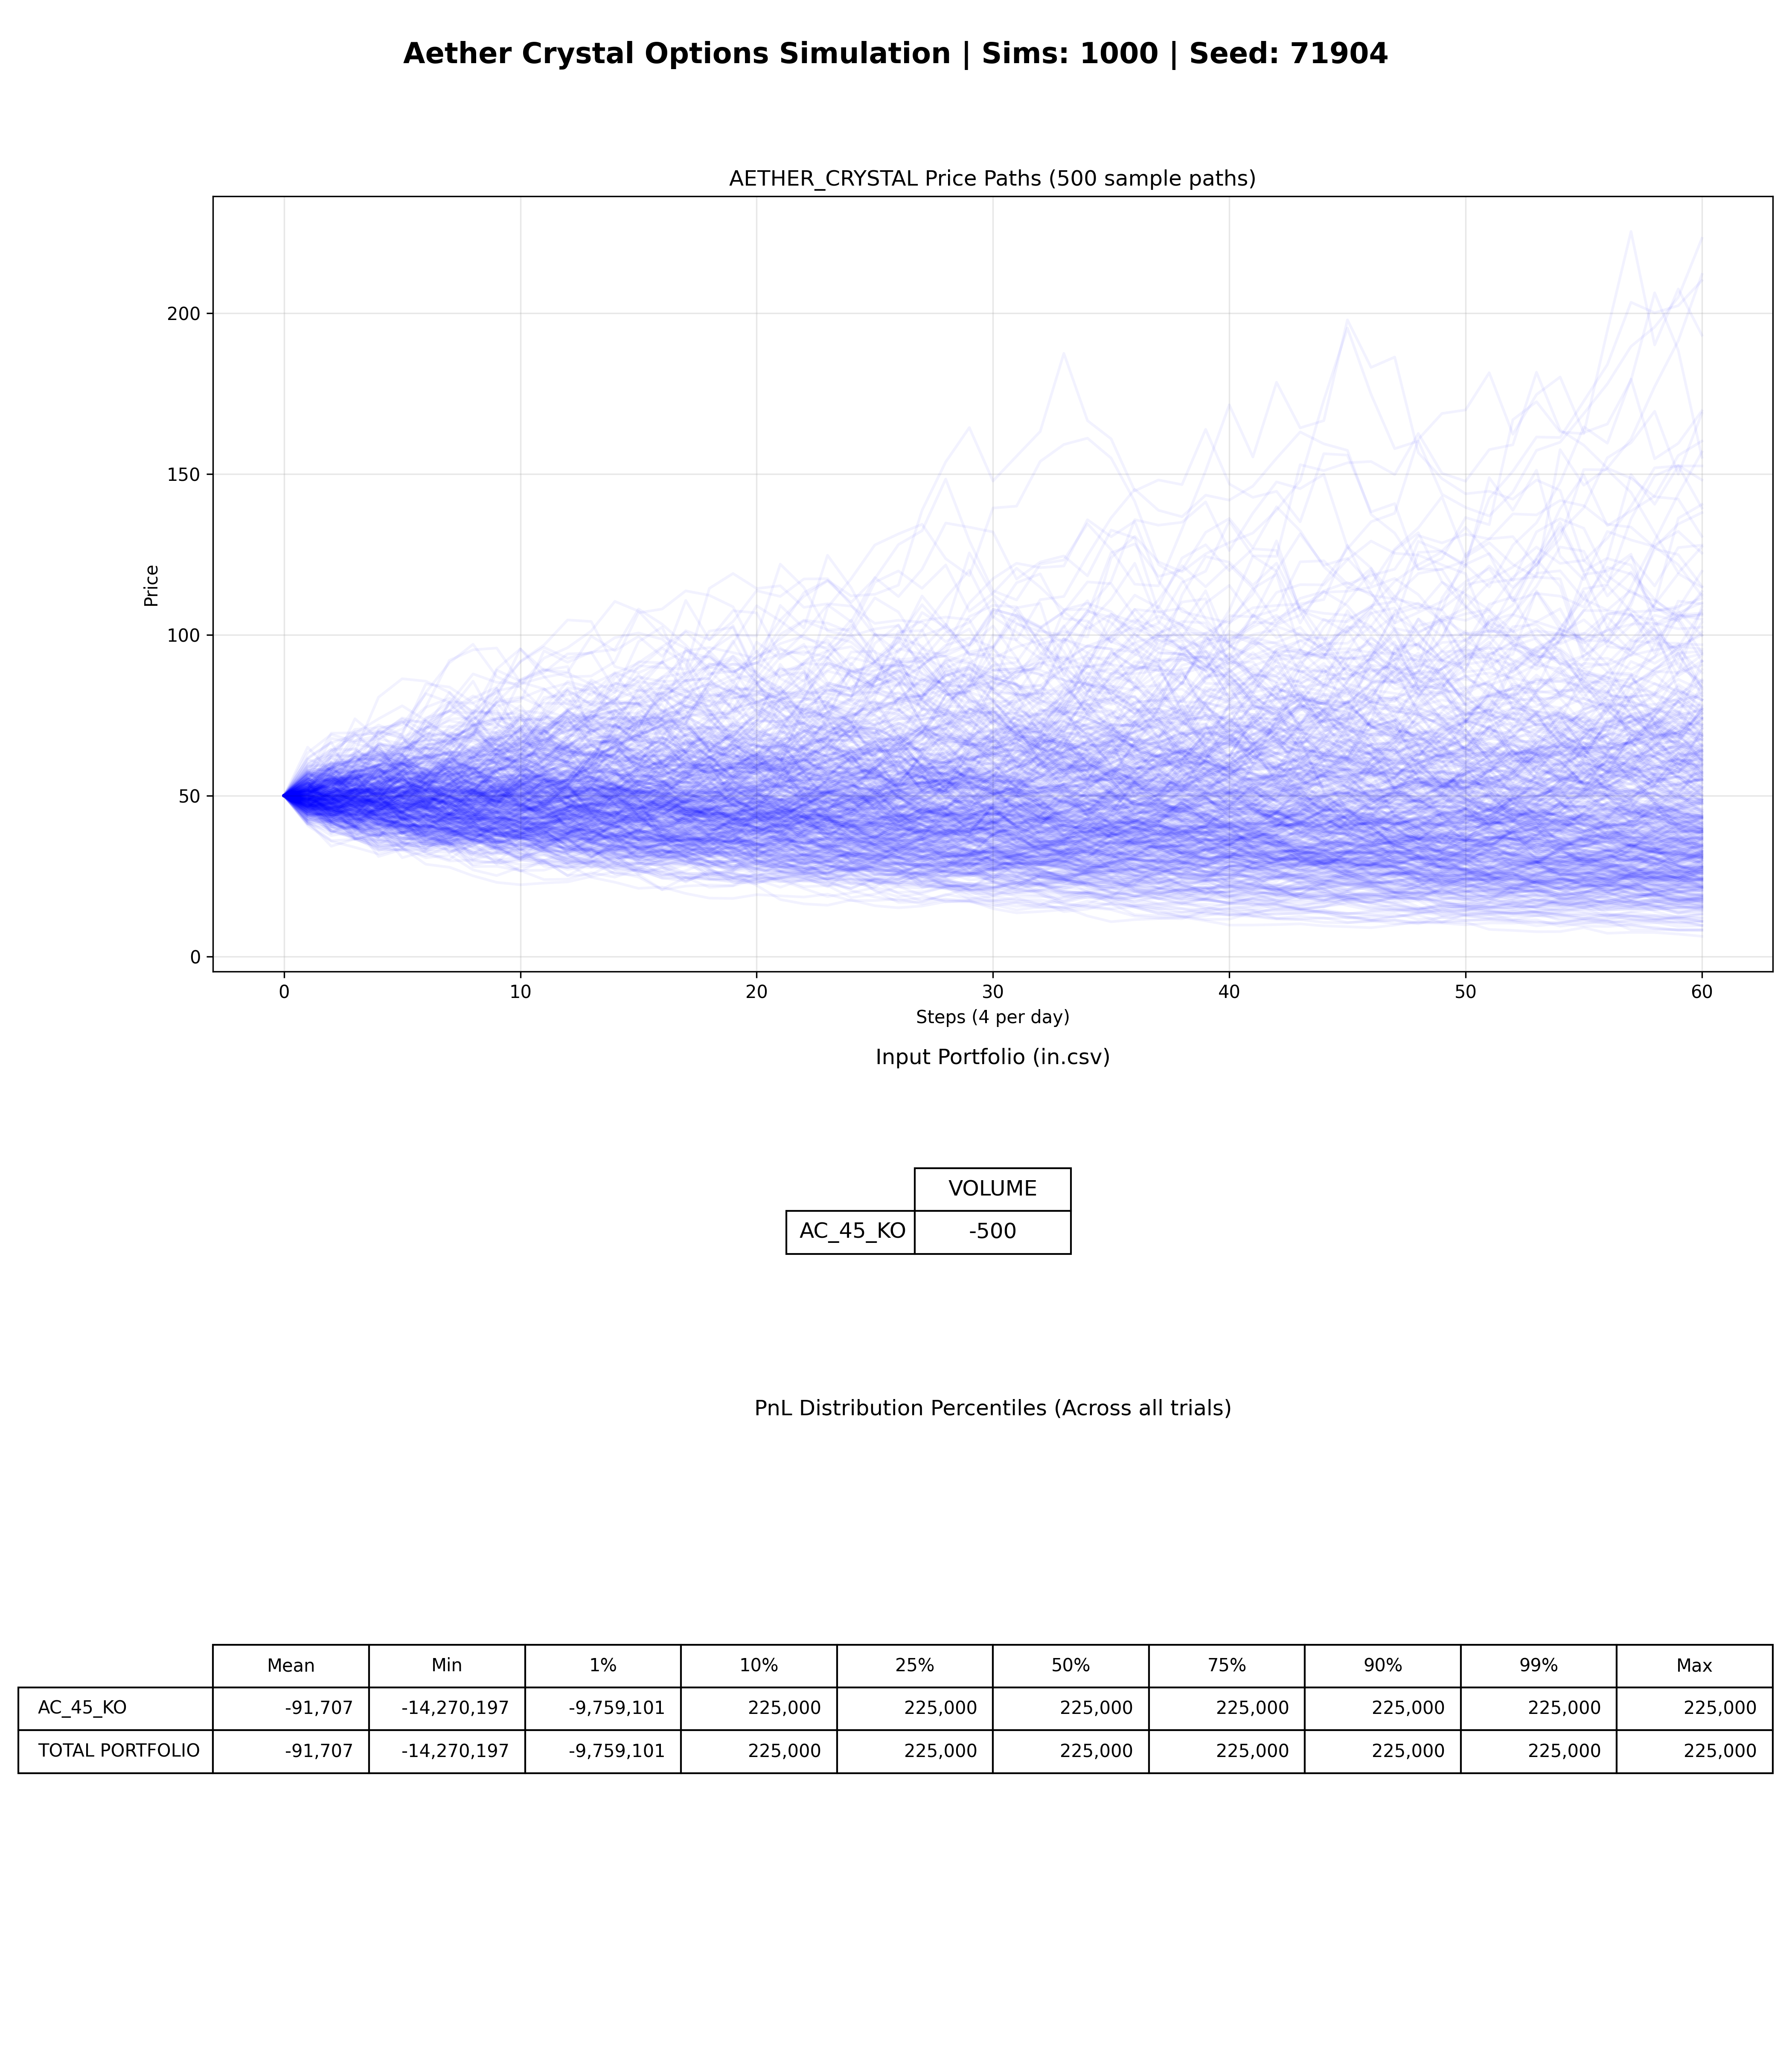 Aether Crystal Options Simulation | Sims: 1000 | Seed: 71904
AETHER_CRYSTAL Price Paths (500 sample paths)
Price
200
150
100
50
0
0 10 20 30 40 50 60
Steps (4 per day)
Input Portfolio (in.csv)
VOLUME
AC_45_KO -500
PnL Distribution Percentiles (Across all trials)
Mean Min 1% 10% 25% 50% 75% 90% 99% Max
AC_45_KO -91,707 -14,270,197 -9,759,101 225,000 225,000 225,000 225,000 225,000 225,000 225,000
TOTAL PORTFOLIO -91,707 -14,270,197 -9,759,101 225,000 225,000 225,000 225,000 225,000 225,000 225,000